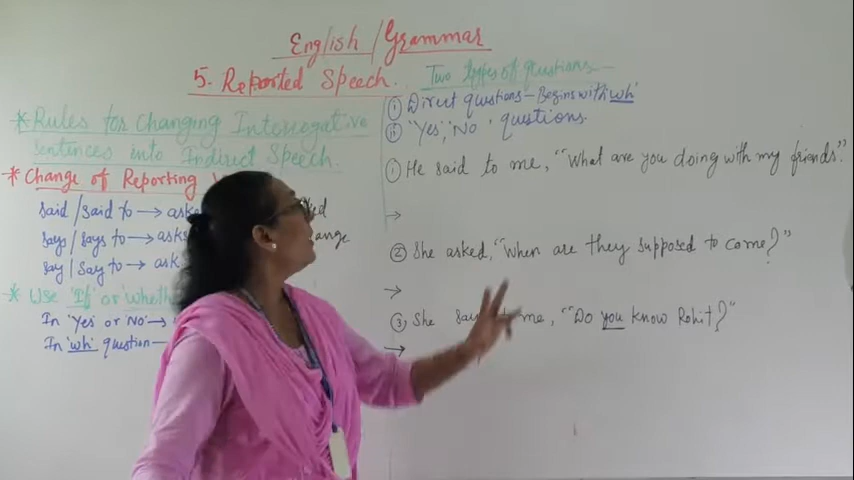 English / Grammar
5. Reported Speech.
Two types of questions—
* Rules for Changing Interrogative
sentences into Indirect Speech.
* Change of Reporting
said / said to → ask
says / says to → asks
say / say to → ask
ange
* Use 'If' or 'wheth
In 'Yes' or 'No' →
In 'wh' question —
① Direct questions — Begins with 'wh'
② 'Yes', 'No' questions.
① He said to me, "What are you doing with my friends."
→
② She asked, "When are they supposed to come?"
→
③ She sa me, "Do you know Rohit?"
→